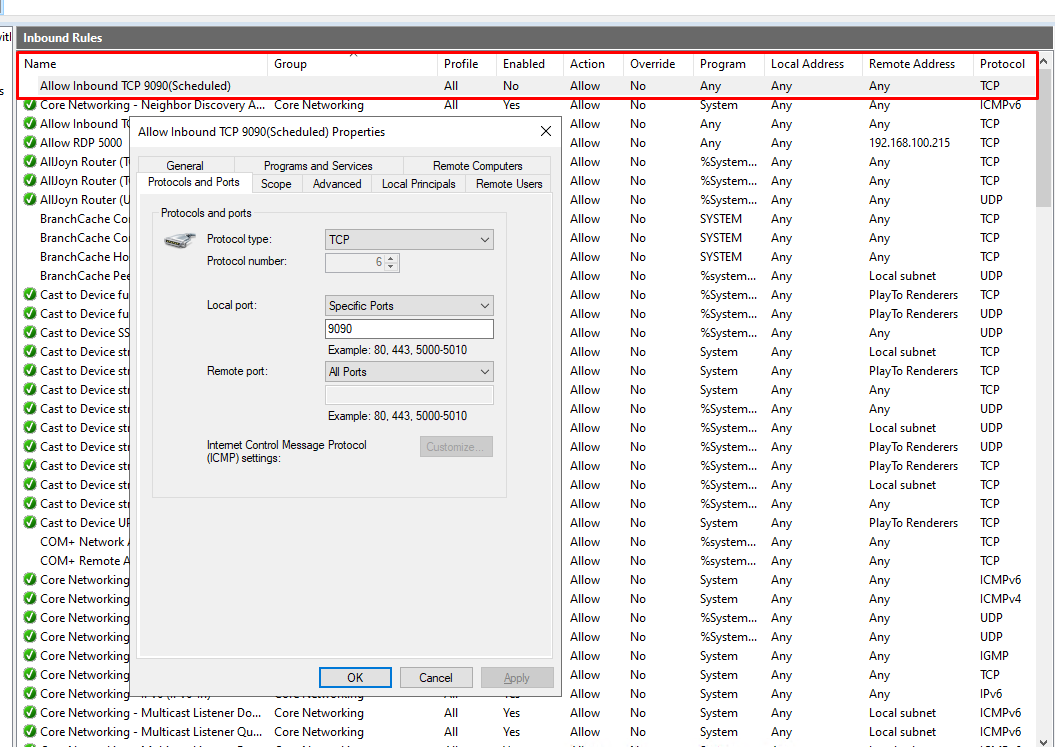 Inbound Rules
Name Group Profile Enabled Action Override Program Local Address Remote Address Protocol
Allow Inbound TCP 9090(Scheduled) All No Allow No Any Any Any TCP
Core Networking - Neighbor Discovery A... Core Networking All Yes Allow No System Any Any ICMPv6
Allow Inbound Allow No Any Any Any TCP
Allow RDP 5000 Allow No Any Any 192.168.100.215 TCP
AllJoyn Router (T Allow No %System... Any Any TCP
AllJoyn Router (T Allow No %System... Any Any TCP
AllJoyn Router (U Allow No %System... Any Any UDP
BranchCache Co Allow No SYSTEM Any Any TCP
BranchCache Co Allow No SYSTEM Any Any TCP
BranchCache Ho Allow No SYSTEM Any Any TCP
BranchCache Pee Allow No %system... Any Local subnet UDP
Cast to Device fu Allow No %System... Any PlayTo Renderers TCP
Cast to Device fu Allow No %System... Any PlayTo Renderers UDP
Cast to Device SS Allow No %System... Any Any UDP
Cast to Device str Allow No System Any Local subnet TCP
Cast to Device str Allow No System Any PlayTo Renderers TCP
Cast to Device str Allow No System Any Any TCP
Cast to Device str Allow No %System... Any Any UDP
Cast to Device str Allow No %System... Any Local subnet UDP
Cast to Device str Allow No %System... Any PlayTo Renderers UDP
Cast to Device str Allow No %System... Any PlayTo Renderers TCP
Cast to Device str Allow No %System... Any Local subnet TCP
Cast to Device str Allow No %System... Any Any TCP
Cast to Device UP Allow No System Any PlayTo Renderers TCP
COM+ Network A Allow No %system... Any Any TCP
COM+ Remote A Allow No %system... Any Any TCP
Core Networking Allow No System Any Any ICMPv6
Core Networking Allow No System Any Any ICMPv4
Core Networking Allow No %System... Any Any UDP
Core Networking Allow No %System... Any Any UDP
Core Networking Allow No System Any Any IGMP
Core Networking Allow No System Any Any TCP
Core Networking Allow No System Any Any IPv6
Core Networking - Multicast Listener Do... Core Networking All Yes Allow No System Any Local subnet ICMPv6
Core Networking - Multicast Listener Qu... Core Networking All Yes Allow No System Any Local subnet ICMPv6
Allow Inbound TCP 9090(Scheduled) Properties
General Programs and Services Remote Computers
Protocols and Ports Scope Advanced Local Principals Remote Users
Protocols and ports
Protocol type: TCP
Protocol number: 6
Local port: Specific Ports
9090
Example: 80, 443, 5000-5010
Remote port: All Ports
Example: 80, 443, 5000-5010
Internet Control Message Protocol
(ICMP) settings: Customize...
OK Cancel Apply